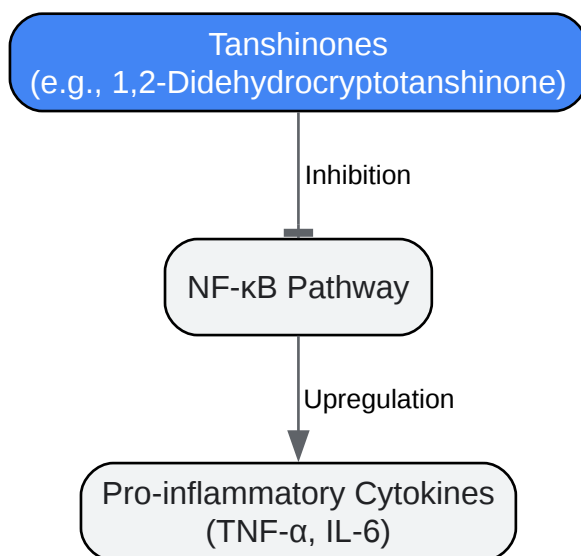 Tanshinones
(e.g., 1,2-Didehydrocryptotanshinone)
Inhibition
NF-κB Pathway
Upregulation
Pro-inflammatory Cytokines
(TNF-α, IL-6)